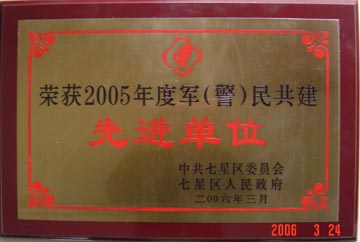 荣获2005年度军(警)民共建
先进单位
中共七星区委员会
七星区人民政府
二00六年三月
2006 3 24